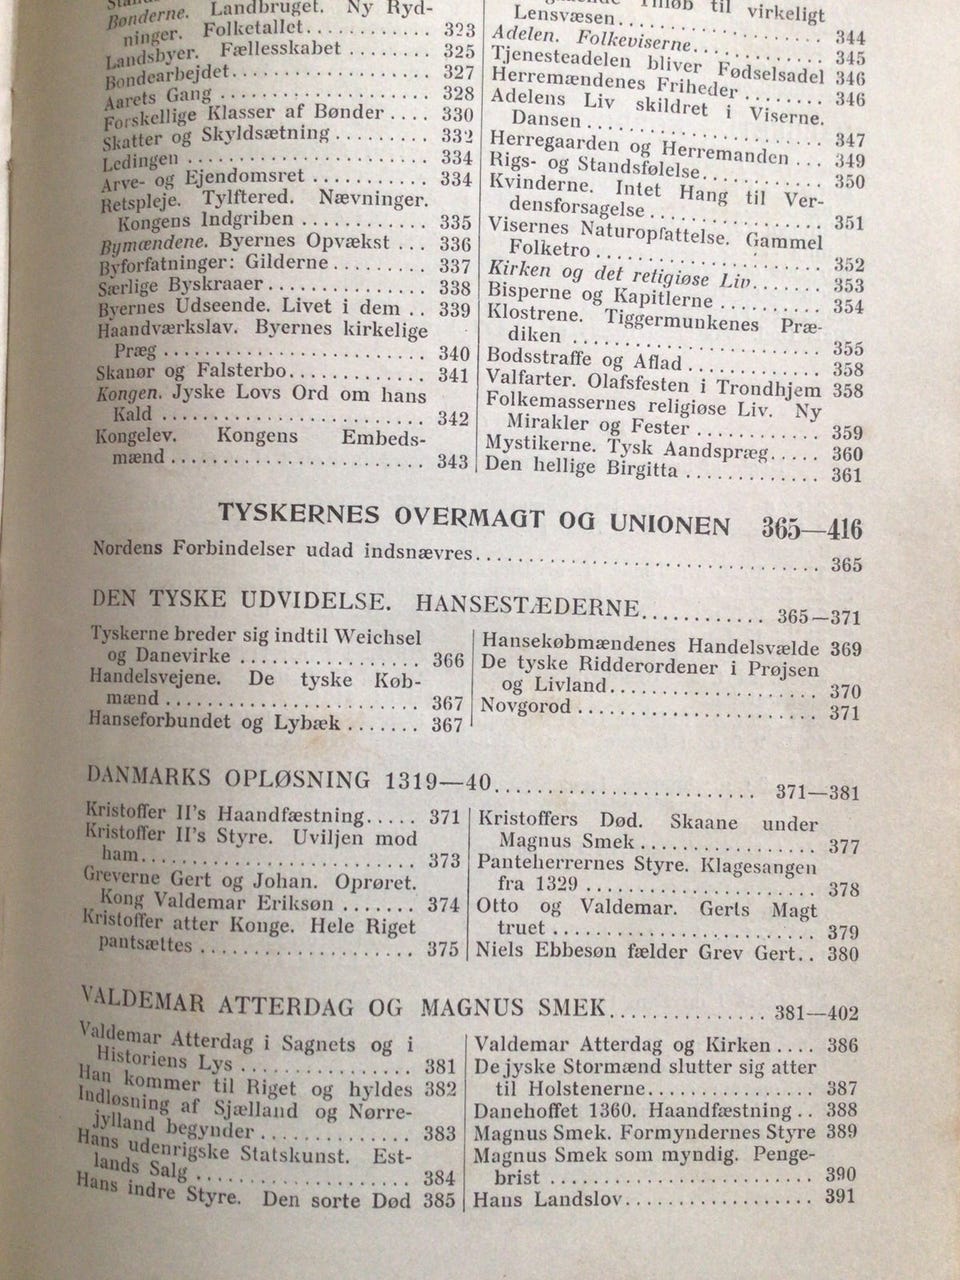 Bønderne. Landbruget. Ny Ryd-
ninger. Folketallet. . . . . . . . . . . . 323
Landsbyer. Fællesskabet . . . . . . . 325
Bondearbejdet. . . . . . . . . . . . . . . . . 327
Aarets Gang . . . . . . . . . . . . . . . . . . 328
Forskellige Klasser af Bønder . . . . 330
Skatter og Skyldsætning . . . . . . . . 332
Ledingen . . . . . . . . . . . . . . . . . . . . . 334
Arve- og Ejendomsret . . . . . . . . . . . 334
Retspleje. Tylftered. Nævninger.
Kongens Indgriben . . . . . . . . . . . 335
Bymændene. Byernes Opvækst . . . 336
Byforfatninger: Gilderne . . . . . . . . 337
Særlige Byskraaer . . . . . . . . . . . . . . 338
Byernes Udseende. Livet i dem . . 339
Haandværkslav. Byernes kirkelige
Præg . . . . . . . . . . . . . . . . . . . . . . . 340
Skanør og Falsterbo. . . . . . . . . . . . 341
Kongen. Jyske Lovs Ord om hans
Kald . . . . . . . . . . . . . . . . . . . . . . . 342
Kongelev. Kongens Embeds-
mænd . . . . . . . . . . . . . . . . . . . . . . 343
til virkeligt
Lensvæsen . . . . . . . . . . . . . . . . . . 344
Adelen. Folkeviserne. . . . . . . . . . . . 345
Tjenesteadelen bliver Fødselsadel 346
Herremændenes Friheder . . . . . . . . 346
Adelens Liv skildret i Viserne.
Dansen . . . . . . . . . . . . . . . . . . . . . 347
Herregaarden og Herremanden . . . 349
Rigs- og Standsfølelse. . . . . . . . . . . 350
Kvinderne. Intet Hang til Ver-
densforsagelse . . . . . . . . . . . . . . . 351
Visernes Naturopfattelse. Gammel
Folketro . . . . . . . . . . . . . . . . . . . . 352
Kirken og det religiøse Liv. . . . . . . 353
Bisperne og Kapitlerne . . . . . . . . . . 354
Klostrene. Tiggermunkenes Præ-
diken . . . . . . . . . . . . . . . . . . . . . . 355
Bodsstraffe og Aflad . . . . . . . . . . . . 358
Valfarter. Olafsfesten i Trondhjem 358
Folkemassernes religiøse Liv. Ny
Mirakler og Fester . . . . . . . . . . . 359
Mystikerne. Tysk Aandspræg. . . . . 360
Den hellige Birgitta . . . . . . . . . . . . 361
TYSKERNES OVERMAGT OG UNIONEN 365—416
Nordens Forbindelser udad indsnævres. . . . . . . . . . . . . . . . . . . . . . . . . . . . . . 365
DEN TYSKE UDVIDELSE. HANSESTÆDERNE. . . . . . . . . . . . 365—371
Tyskerne breder sig indtil Weichsel
og Danevirke . . . . . . . . . . . . . . . . 366
Handelsvejene. De tyske Køb-
mænd . . . . . . . . . . . . . . . . . . . . . . 367
Hanseforbundet og Lybæk . . . . . . . 367
Hansekøbmændenes Handelsvælde 369
De tyske Ridderordener i Prøjsen
og Livland. . . . . . . . . . . . . . . . . . . 370
Novgorod . . . . . . . . . . . . . . . . . . . . . 371
DANMARKS OPLØSNING 1319—40. . . . . . . . . . . . . . . . . . . . . . . . . 371—381
Kristoffer II's Haandfæstning. . . . . 371
Kristoffer II's Styre. Uviljen mod
ham. . . . . . . . . . . . . . . . . . . . . . . . 373
Greverne Gert og Johan. Oprøret.
Kong Valdemar Eriksøn . . . . . . . 374
Kristoffer atter Konge. Hele Riget
pantsættes . . . . . . . . . . . . . . . . . . . 375
Kristoffers Død. Skaane under
Magnus Smek . . . . . . . . . . . . . . . . 377
Panteherrernes Styre. Klagesangen
fra 1329 . . . . . . . . . . . . . . . . . . . . 378
Otto og Valdemar. Gerts Magt
truet . . . . . . . . . . . . . . . . . . . . . . . 379
Niels Ebbesøn fælder Grev Gert. . 380
VALDEMAR ATTERDAG OG MAGNUS SMEK. . . . . . . . . . . . . . . 381—402
Valdemar Atterdag i Sagnets og i
Historiens Lys . . . . . . . . . . . . . . . 381
Han kommer til Riget og hyldes 382
Indløsning af Sjælland og Nørre-
jylland begynder . . . . . . . . . . . . . 383
Hans udenrigske Statskunst. Est-
lands Salg . . . . . . . . . . . . . . . . . . . 384
Hans indre Styre. Den sorte Død 385
Valdemar Atterdag og Kirken . . . . 386
De jyske Stormænd slutter sig atter
til Holstenerne. . . . . . . . . . . . . . . 387
Danehoffet 1360. Haandfæstning . . 388
Magnus Smek. Formyndernes Styre 389
Magnus Smek som myndig. Penge-
brist . . . . . . . . . . . . . . . . . . . . . . . 390
Hans Landslov. . . . . . . . . . . . . . . . . 391